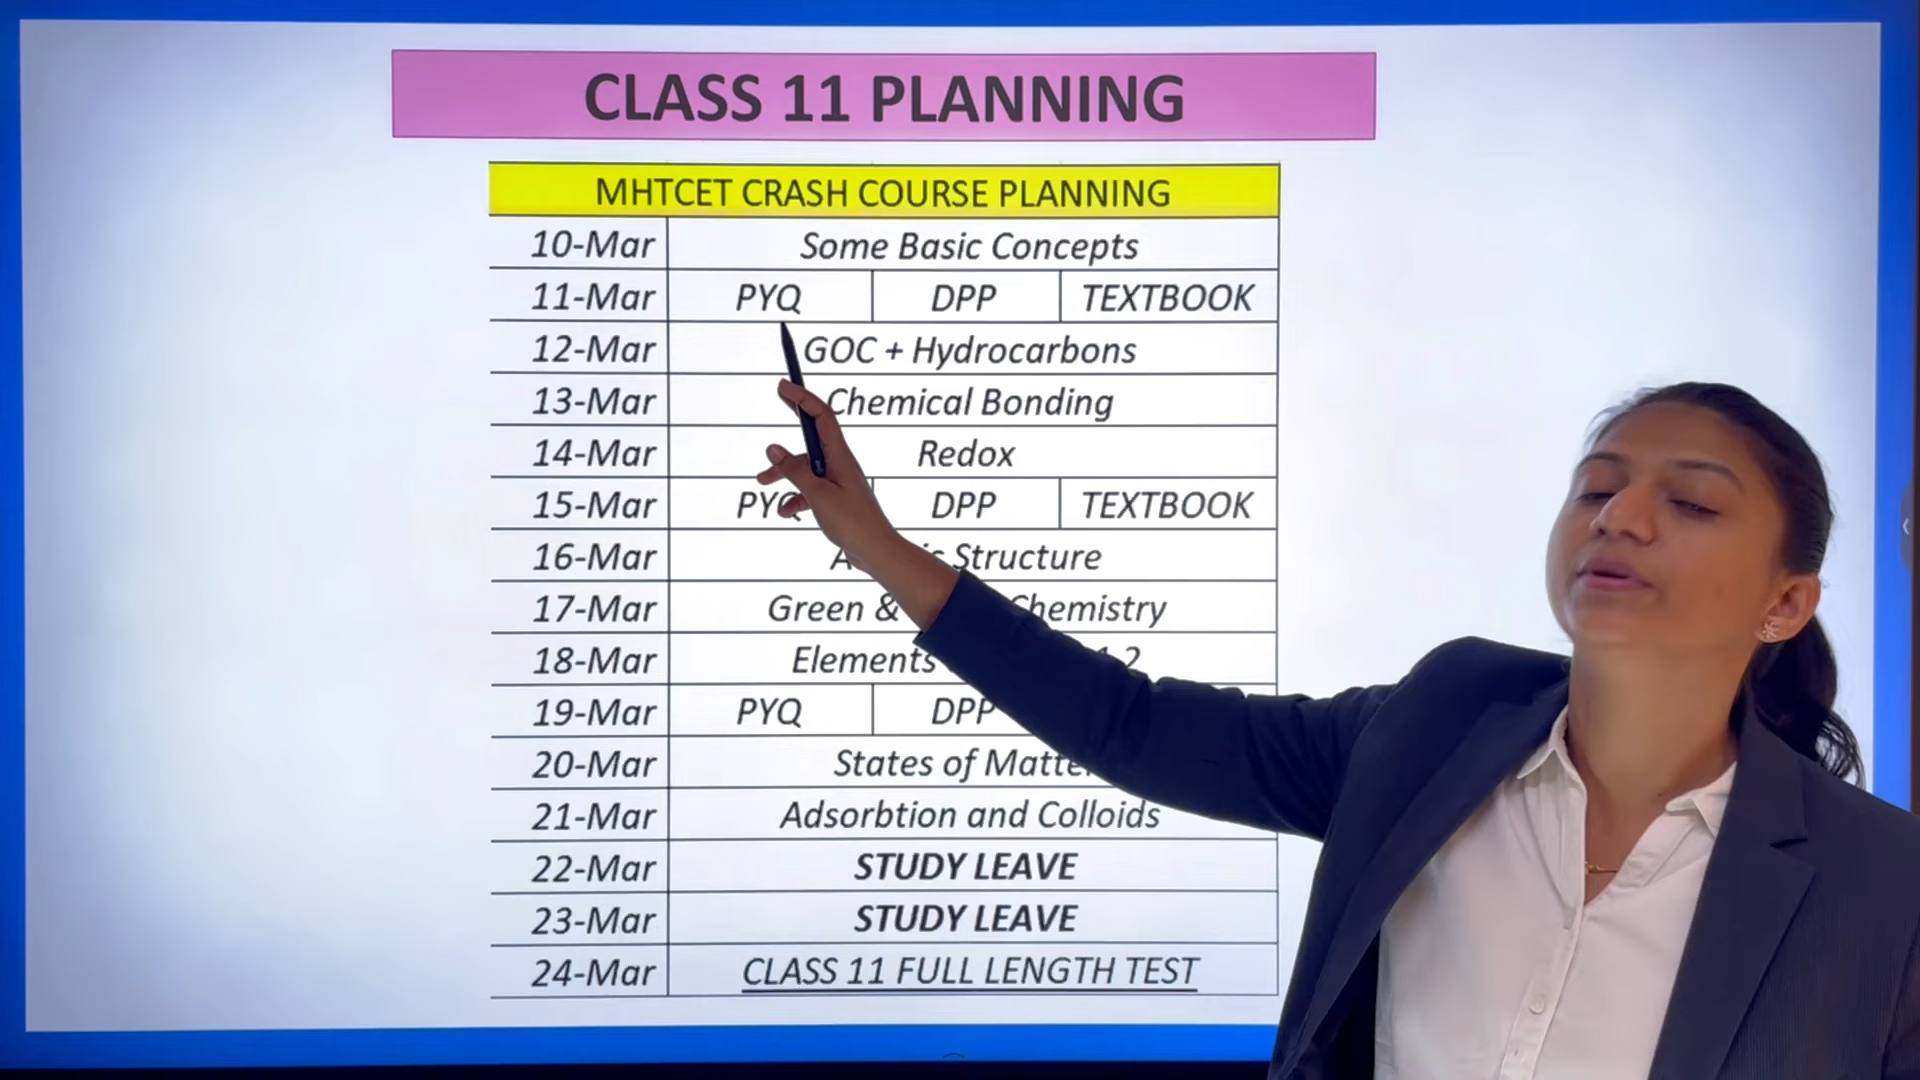 CLASS 11 PLANNING
MHTCET CRASH COURSE PLANNING
10-Mar Some Basic Concepts
11-Mar PYQ DPP TEXTBOOK
12-Mar GOC + Hydrocarbons
13-Mar Chemical Bonding
14-Mar Redox
15-Mar PYQ DPP TEXTBOOK
16-Mar Structure
17-Mar Green & Chemistry
18-Mar Elements 2
19-Mar PYQ DPP
20-Mar States of Matter
21-Mar Adsorbtion and Colloids
22-Mar STUDY LEAVE
23-Mar STUDY LEAVE
24-Mar CLASS 11 FULL LENGTH TEST